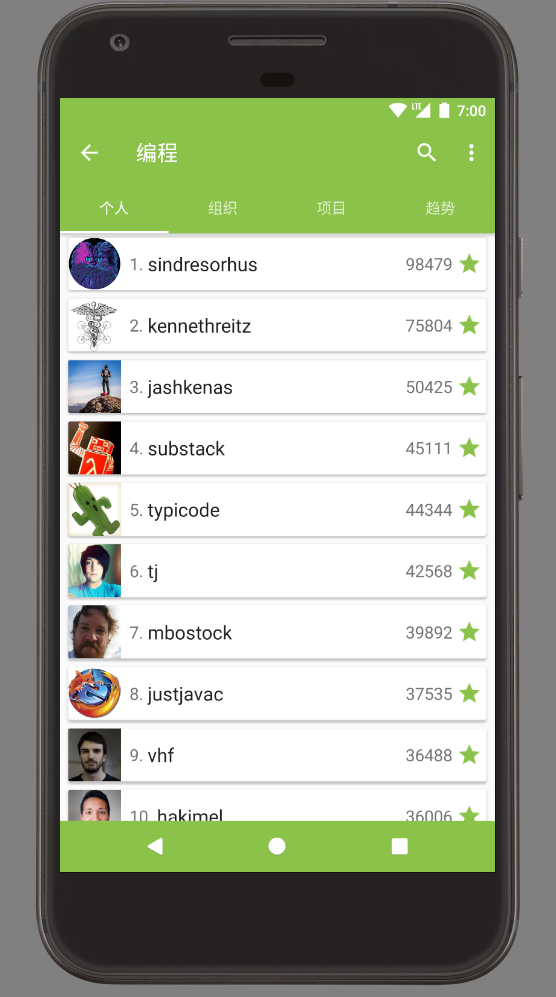 LTE 7:00
编程
个人 组织 项目 趋势
1. sindresorhus 98479
2. kennethreitz 75804
3. jashkenas 50425
4. substack 45111
5. typicode 44344
6. tj 42568
7. mbostock 39892
8. justjavac 37535
9. vhf 36488
10. hakimel 36006